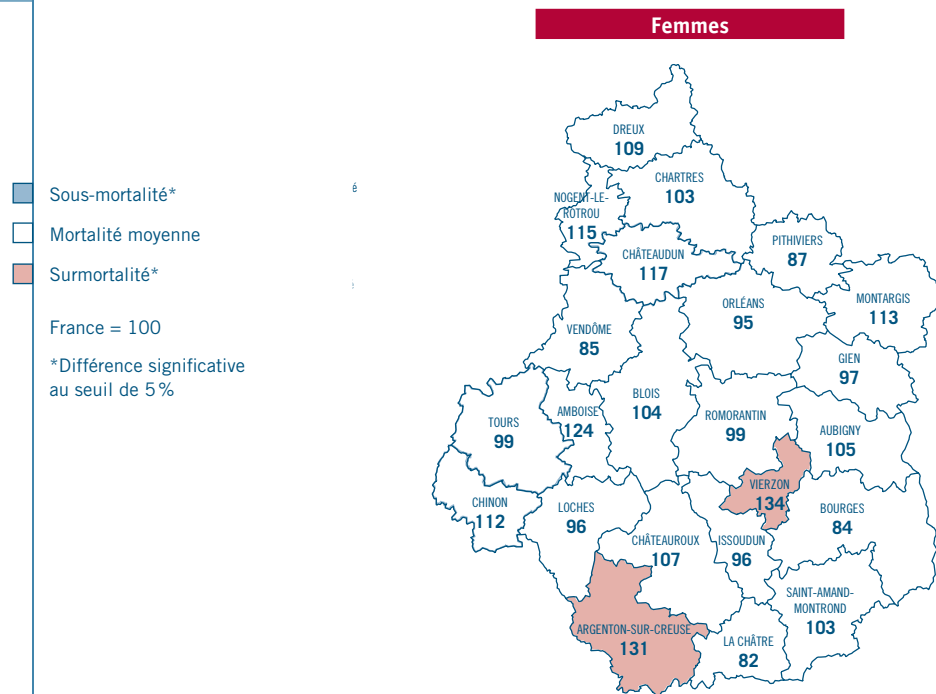 Femmes
Sous-mortalité*
Mortalité moyenne
Surmortalité*
France = 100
*Différence significative
au seuil de 5%
DREUX
109
CHARTRES
103
NOGENT-LE-
ROTROU
115
CHÂTEAUDUN
117
PITHIVIERS
87
ORLÉANS
95
MONTARGIS
113
VENDÔME
85
GIEN
97
BLOIS
104
TOURS
99
AMBOISE
124
ROMORANTIN
99
AUBIGNY
105
VIERZON
134
CHINON
112
LOCHES
96
BOURGES
84
CHÂTEAUROUX
107
ISSOUDUN
96
SAINT-AMAND-
MONTROND
103
ARGENTON-SUR-CREUSE
131
LA CHÂTRE
82